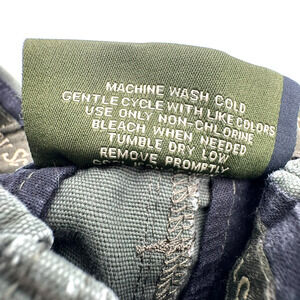 MACHINE WASH COLD
GENTLE CYCLE WITH LIKE COLORS
USE ONLY NON-CHLORINE
BLEACH WHEN NEEDED
TUMBLE DRY LOW
REMOVE PROMPTLY